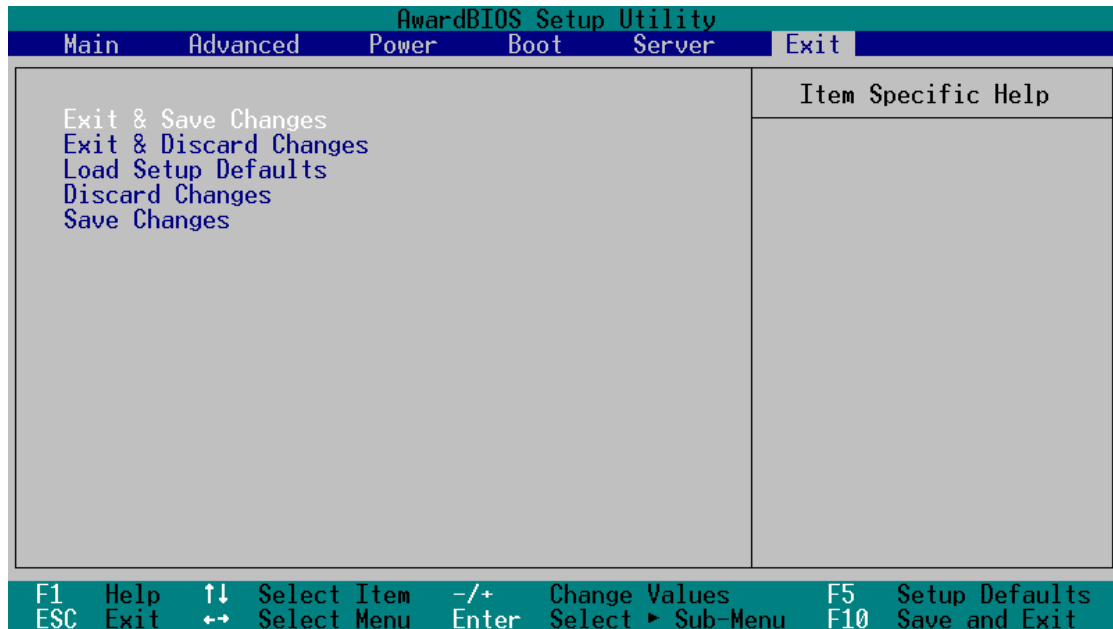 AwardBIOS Setup Utility
Main Advanced Power Boot Server Exit
Item Specific Help
Exit & Save Changes
Exit & Discard Changes
Load Setup Defaults
Discard Changes
Save Changes
F1 Help ↑↓ Select Item -/+ Change Values F5 Setup Defaults
ESC Exit ←→ Select Menu Enter Select ► Sub-Menu F10 Save and Exit